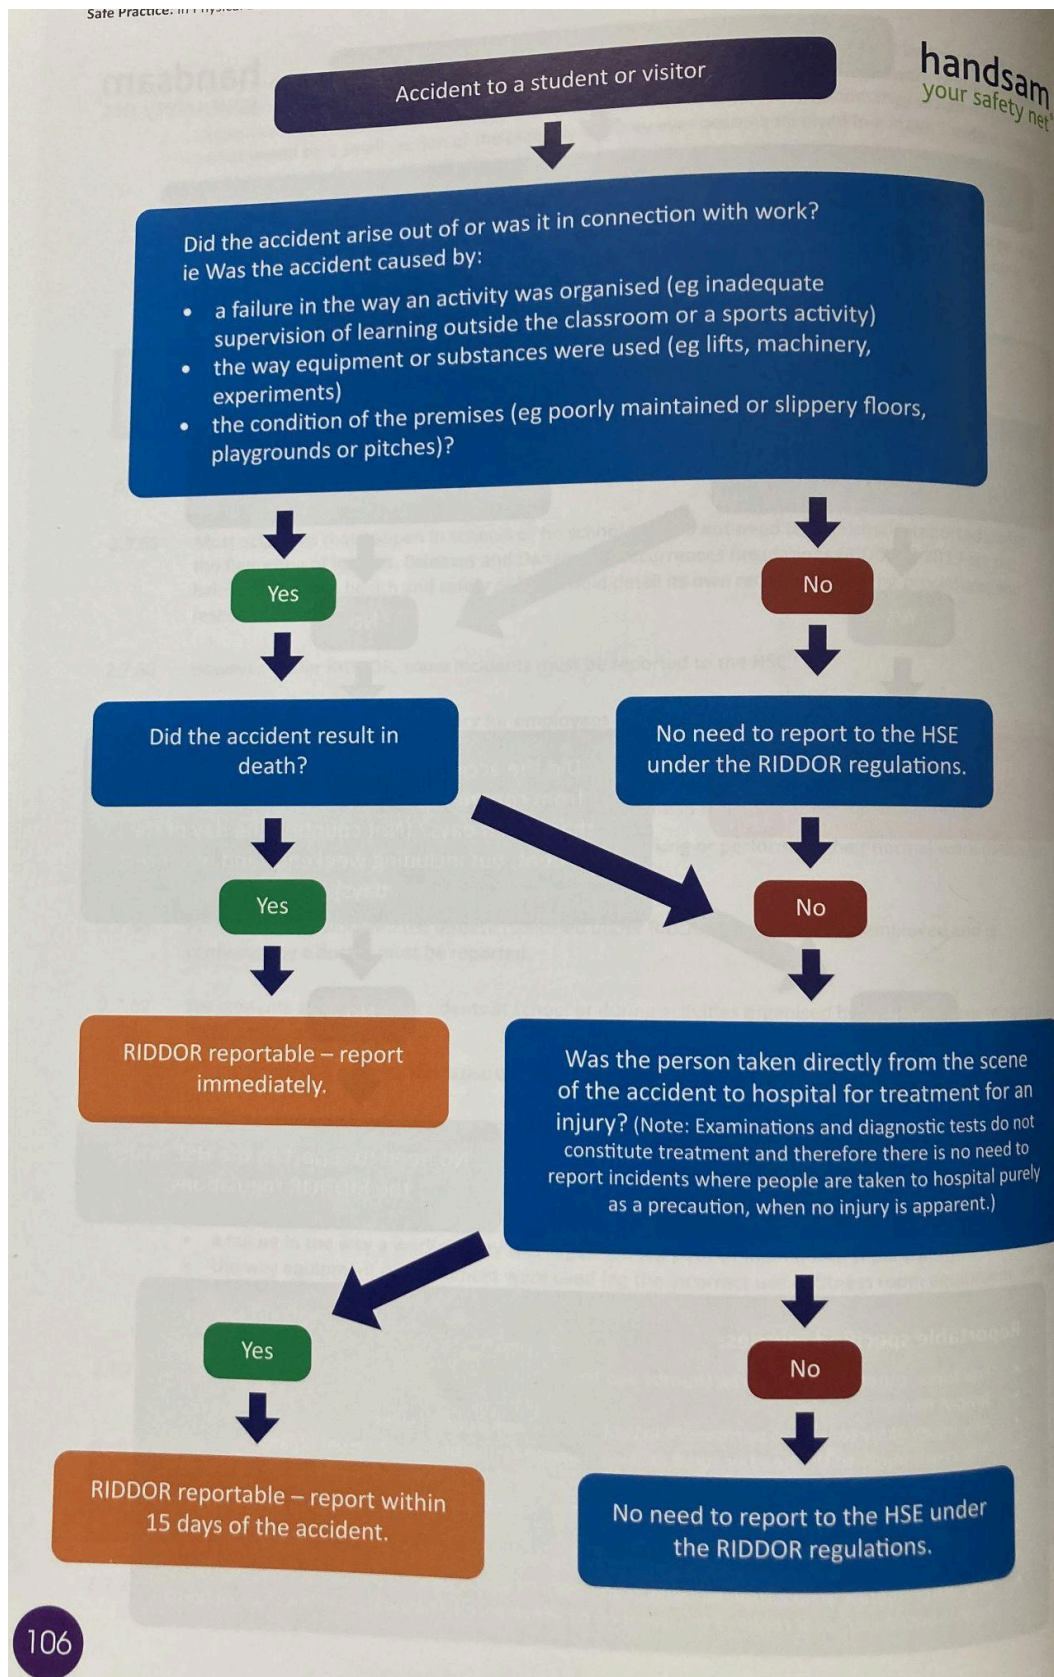 Safe Practice: in Physical
handsam
your safety net
Accident to a student or visitor
Did the accident arise out of or was it in connection with work?
ie Was the accident caused by:
• a failure in the way an activity was organised (eg inadequate
supervision of learning outside the classroom or a sports activity)
• the way equipment or substances were used (eg lifts, machinery,
experiments)
• the condition of the premises (eg poorly maintained or slippery floors,
playgrounds or pitches)?
Yes
No
Did the accident result in
death?
No need to report to the HSE
under the RIDDOR regulations.
Yes
No
RIDDOR reportable – report
immediately.
Was the person taken directly from the scene
of the accident to hospital for treatment for an
injury? (Note: Examinations and diagnostic tests do not
constitute treatment and therefore there is no need to
report incidents where people are taken to hospital purely
as a precaution, when no injury is apparent.)
Yes
No
RIDDOR reportable – report within
15 days of the accident.
No need to report to the HSE under
the RIDDOR regulations.
106